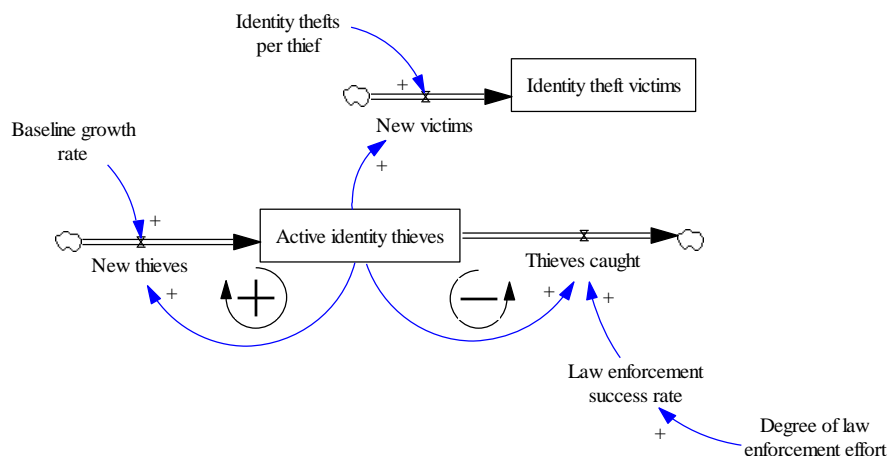 Identity thefts
per thief
+
Identity theft victims
New victims
+
Baseline growth
rate
+
Active identity thieves
New thieves
+
+
−
Thieves caught
+
+
Law enforcement
success rate
+
Degree of law
enforcement effort